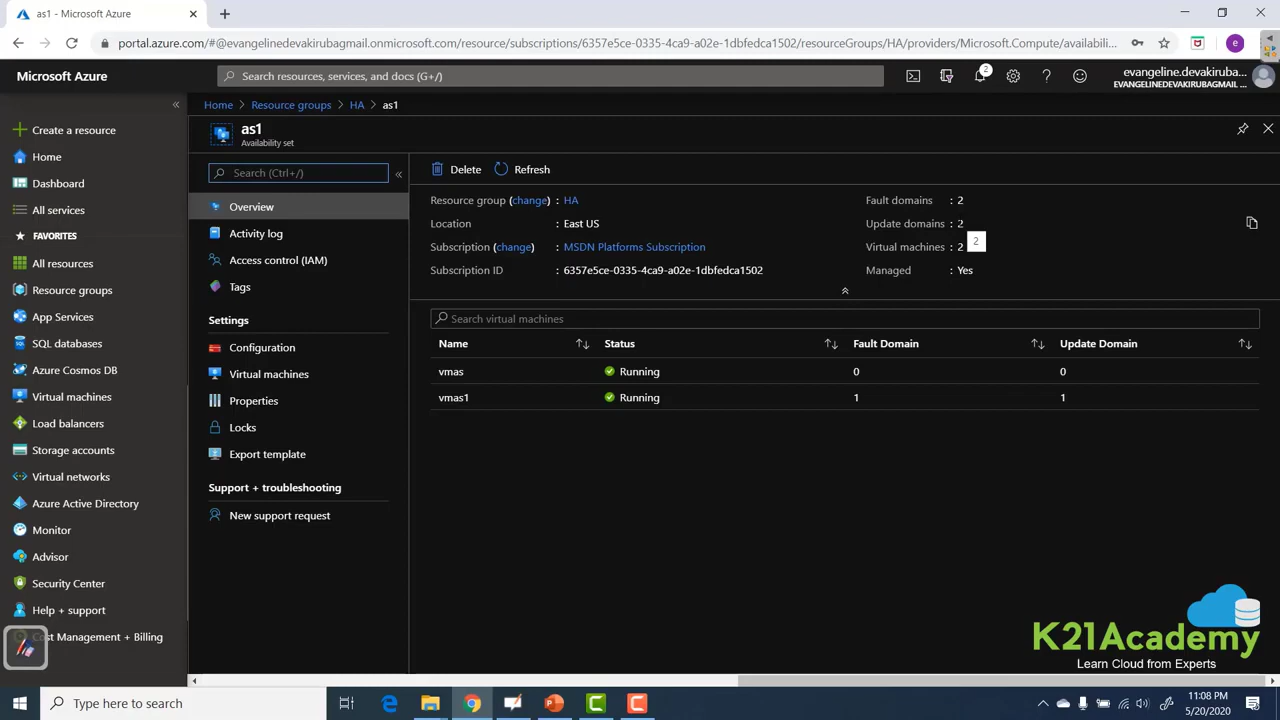 as1 - Microsoft Azure
portal.azure.com/#@evangelinedevakirubagmail.onmicrosoft.com/resource/subscriptions/6357e5ce-0335-4ca9-a02e-1dbfedca1502/resourceGroups/HA/providers/Microsoft.Compute/availabili...
e
Microsoft Azure
Search resources, services, and docs (G+/)
2
evangeline.devakiruba...
EVANGELINEDEVAKIRUBAGMAIL ...
Create a resource
Home
Dashboard
All services
FAVORITES
All resources
Resource groups
App Services
SQL databases
Azure Cosmos DB
Virtual machines
Load balancers
Storage accounts
Virtual networks
Azure Active Directory
Monitor
Advisor
Security Center
Help + support
Cost Management + Billing
Home > Resource groups > HA > as1
as1
Availability set
Search (Ctrl+/)
Overview
Activity log
Access control (IAM)
Tags
Settings
Configuration
Virtual machines
Properties
Locks
Export template
Support + troubleshooting
New support request
Delete Refresh
Resource group (change) : HA
Location : East US
Subscription (change) : MSDN Platforms Subscription
Subscription ID : 6357e5ce-0335-4ca9-a02e-1dbfedca1502
Fault domains : 2
Update domains : 2
Virtual machines : 2
2
Managed : Yes
Search virtual machines
Name Status Fault Domain Update Domain
vmas Running 0 0
vmas1 Running 1 1
K21Academy
Learn Cloud from Experts
Type here to search
11:08 PM
5/20/2020